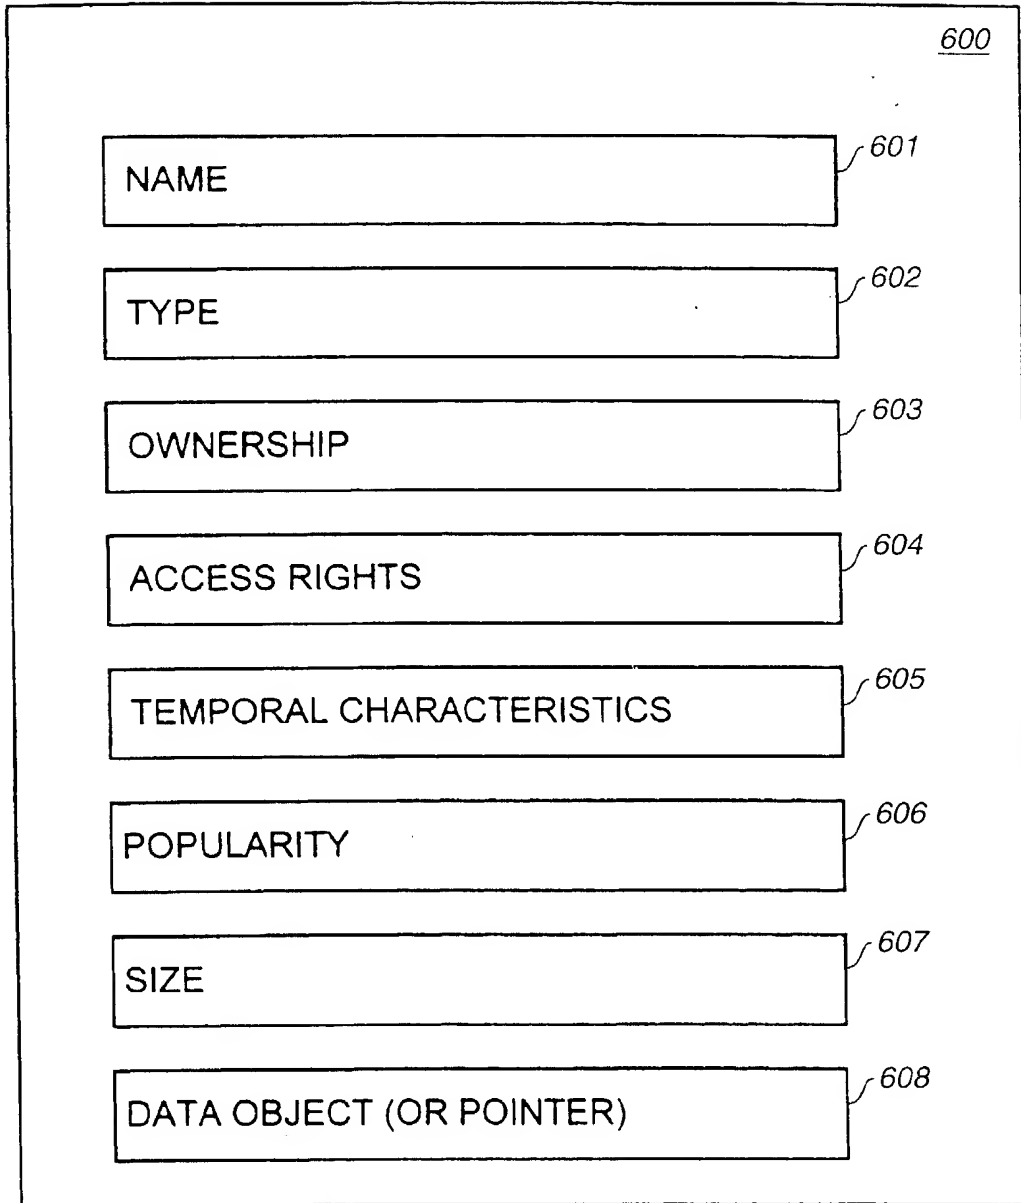 600
NAME 601
TYPE 602
OWNERSHIP 603
ACCESS RIGHTS 604
TEMPORAL CHARACTERISTICS 605
POPULARITY 606
SIZE 607
DATA OBJECT (OR POINTER) 608